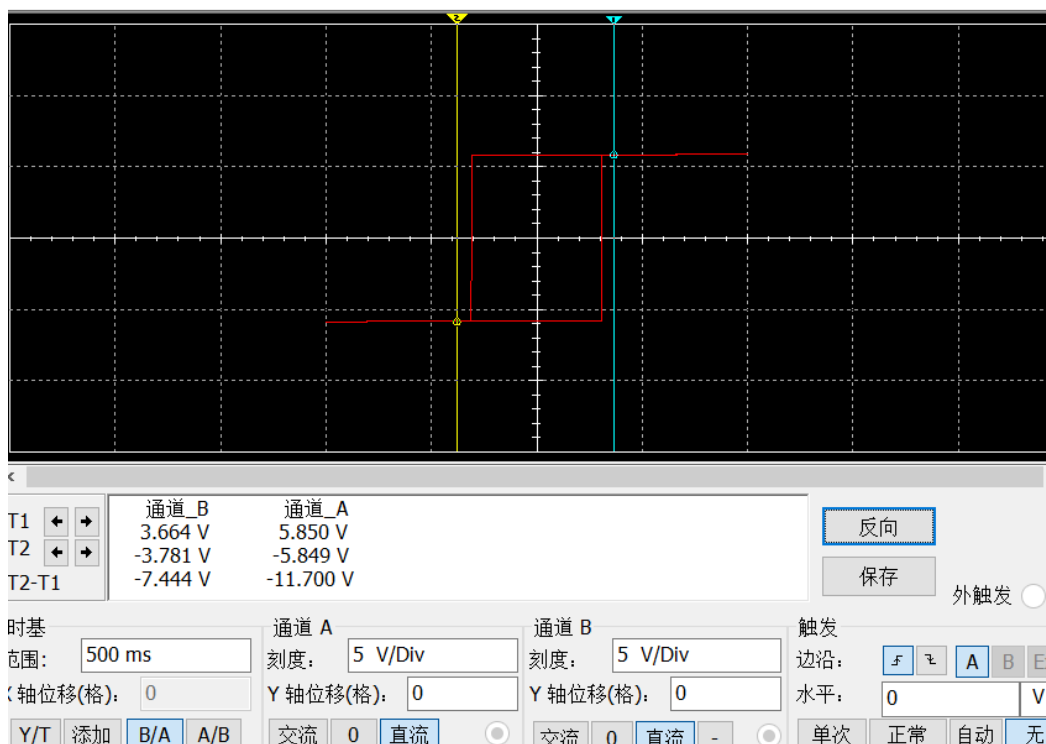 2
1
通道_B 通道_A
T1 3.664 V 5.850 V
T2 -3.781 V -5.849 V
T2-T1 -7.444 V -11.700 V
反向
保存
外触发
时基 通道 A 通道 B 触发
范围: 500 ms 刻度: 5 V/Div 刻度: 5 V/Div 边沿: A B E
X 轴位移(格): 0 Y 轴位移(格): 0 Y 轴位移(格): 0 水平: 0 V
Y/T 添加 B/A A/B 交流 0 直流 交流 0 直流 - 单次 正常 自动 无